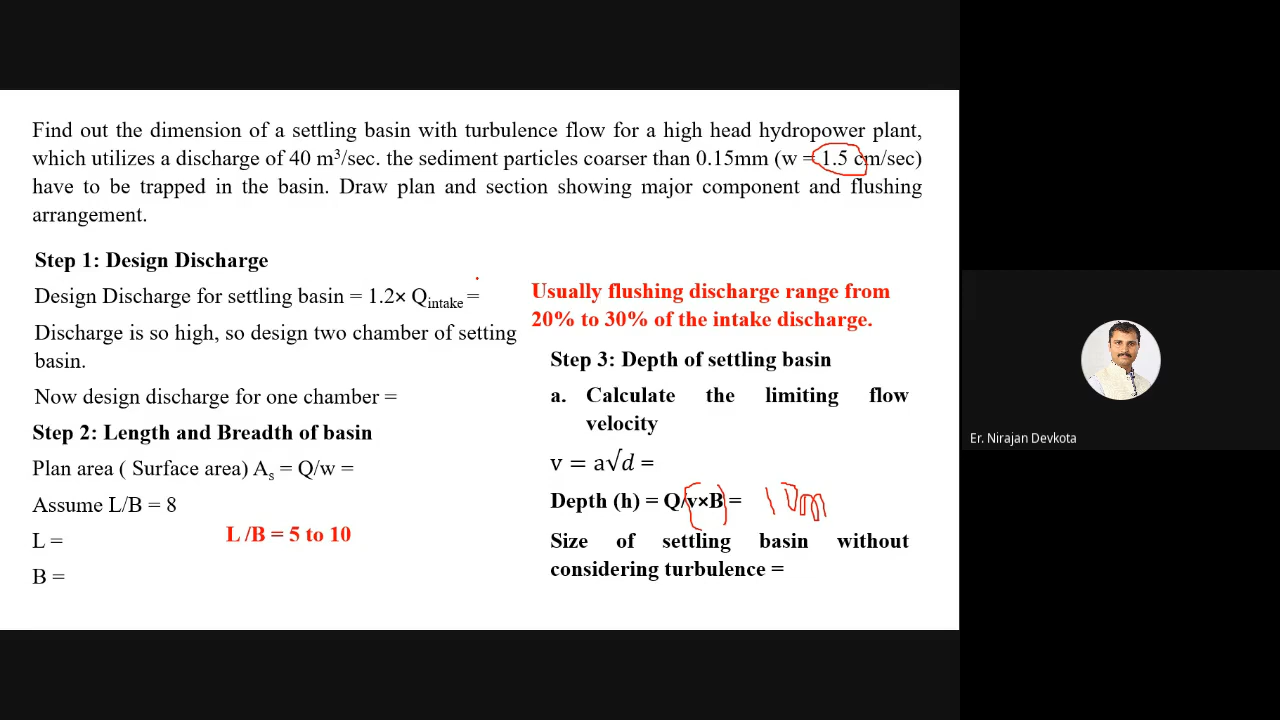 Find out the dimension of a settling basin with turbulence flow for a high head hydropower plant,
which utilizes a discharge of 40 m³/sec. the sediment particles coarser than 0.15mm (w = 1.5 cm/sec)
have to be trapped in the basin. Draw plan and section showing major component and flushing
arrangement.
Step 1: Design Discharge
Design Discharge for settling basin = 1.2× Qintake =
Discharge is so high, so design two chamber of setting
basin.
Now design discharge for one chamber =
Step 2: Length and Breadth of basin
Plan area ( Surface area) As = Q/w =
Assume L/B = 8
L =
L /B = 5 to 10
B =
Usually flushing discharge range from
20% to 30% of the intake discharge.
Step 3: Depth of settling basin
a. Calculate the limiting flow
velocity
v = a√d =
Depth (h) = Q/(v×B) = 10m
Size of settling basin without
considering turbulence =
Er. Nirajan Devkota